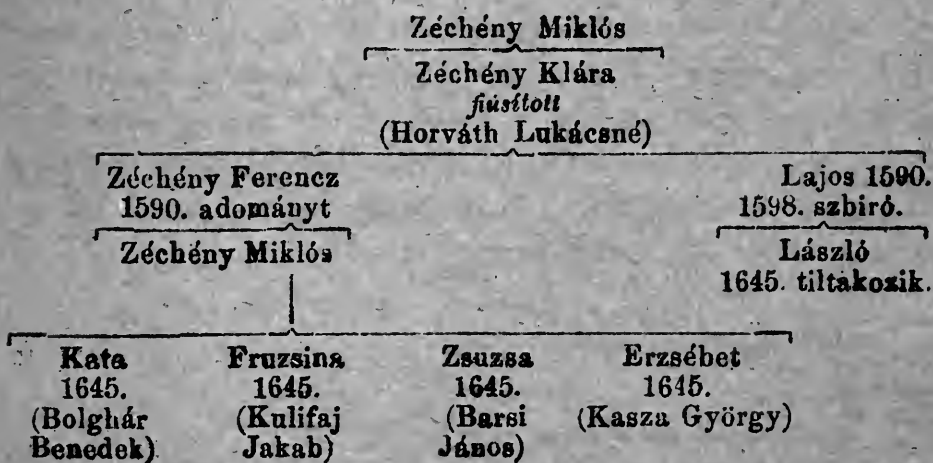 Zéchény Miklós
Zéchény Klára
fiúsított
(Horváth Lukácsné)
Zéchény Ferencz
1590. adományt
Zéchény Miklós
Lajos 1590.
1598. szbiró.
László
1645. tiltakozik.
Kata
1645.
(Bolghár
Benedek)
Fruzsina
1645.
(Kulifaj
Jakab)
Zsuzsa
1645.
(Barsi
János)
Erzsébet
1645.
(Kasza György)